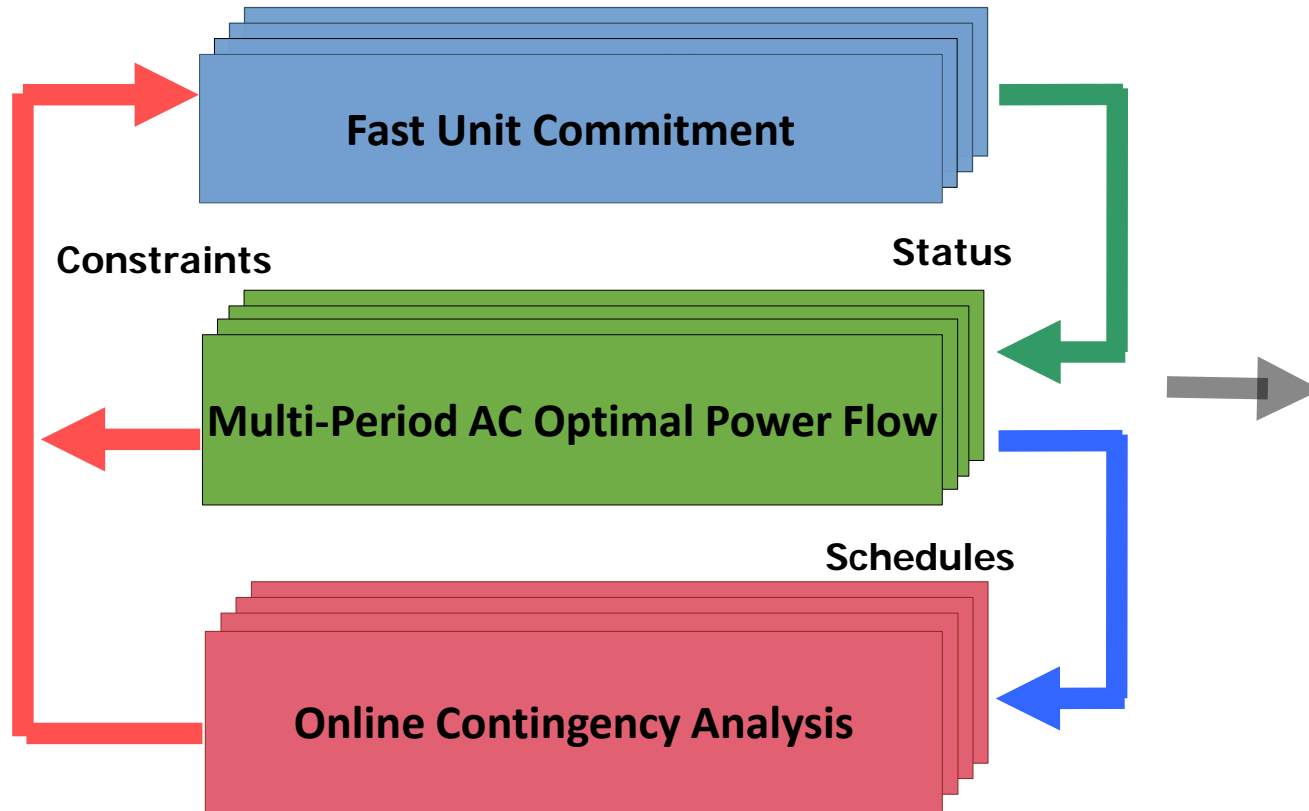 Fast Unit Commitment
Constraints
Status
Multi-Period AC Optimal Power Flow
Schedules
Online Contingency Analysis